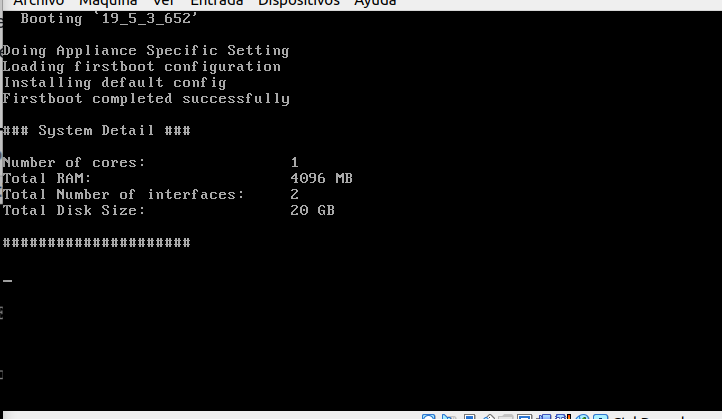 Archivo Máquina Ver Entrada Dispositivos Ayuda
Booting `19_5_3_652'
Doing Appliance Specific Setting
Loading firstboot configuration
Installing default config
Firstboot completed successfully
### System Detail ###
Number of cores: 1
Total RAM: 4096 MB
Total Number of interfaces: 2
Total Disk Size: 20 GB
#####################
_